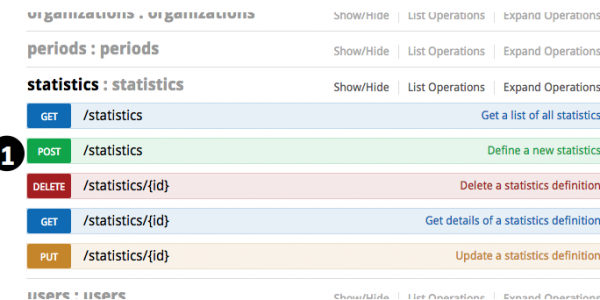 organizations : organizations Show/Hide List Operations Expand Operations
periods : periods Show/Hide List Operations Expand Operations
statistics : statistics Show/Hide List Operations Expand Operations
GET /statistics Get a list of all statistics
1 POST /statistics Define a new statistics
DELETE /statistics/{id} Delete a statistics definition
GET /statistics/{id} Get details of a statistics definition
PUT /statistics/{id} Update a statistics definition
users : users Show/Hide List Operations Expand Operations